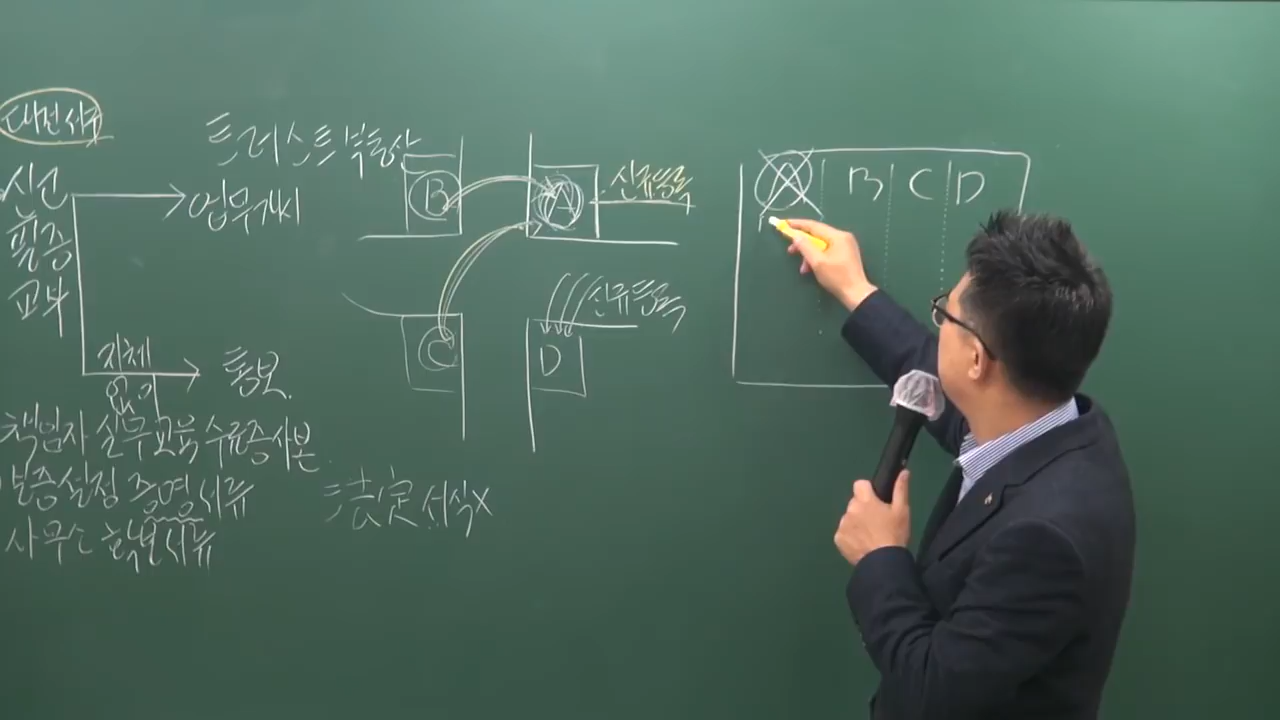 대전 서구
신고
필증
교부
트러스트부동산
업무개시
지체
없이
통보.
책임자 실무교육 수료증사본
보증설정 증명서류
사무소 확보서류
法定 서식X
B
A
신규등록
C
D
신규등록
A B C D